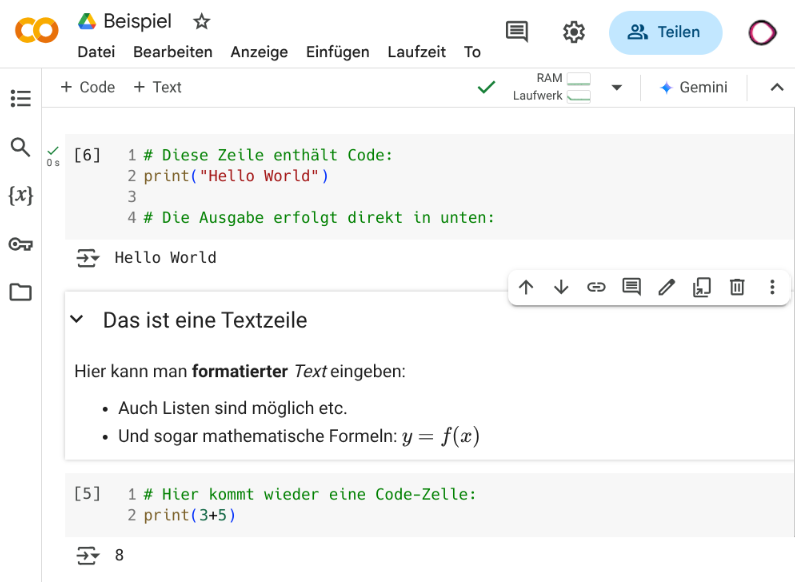 Beispiel
Datei Bearbeiten Anzeige Einfügen Laufzeit To
Teilen
+ Code + Text
RAM
Laufwerk
Gemini
{x}
0 s
[6]
1 # Diese Zeile enthält Code:
2 print("Hello World")
3
4 # Die Ausgabe erfolgt direkt in unten:
Hello World
Das ist eine Textzeile
Hier kann man formatierter Text eingeben:
• Auch Listen sind möglich etc.
• Und sogar mathematische Formeln: y = f(x)
[5]
1 # Hier kommt wieder eine Code-Zelle:
2 print(3+5)
8